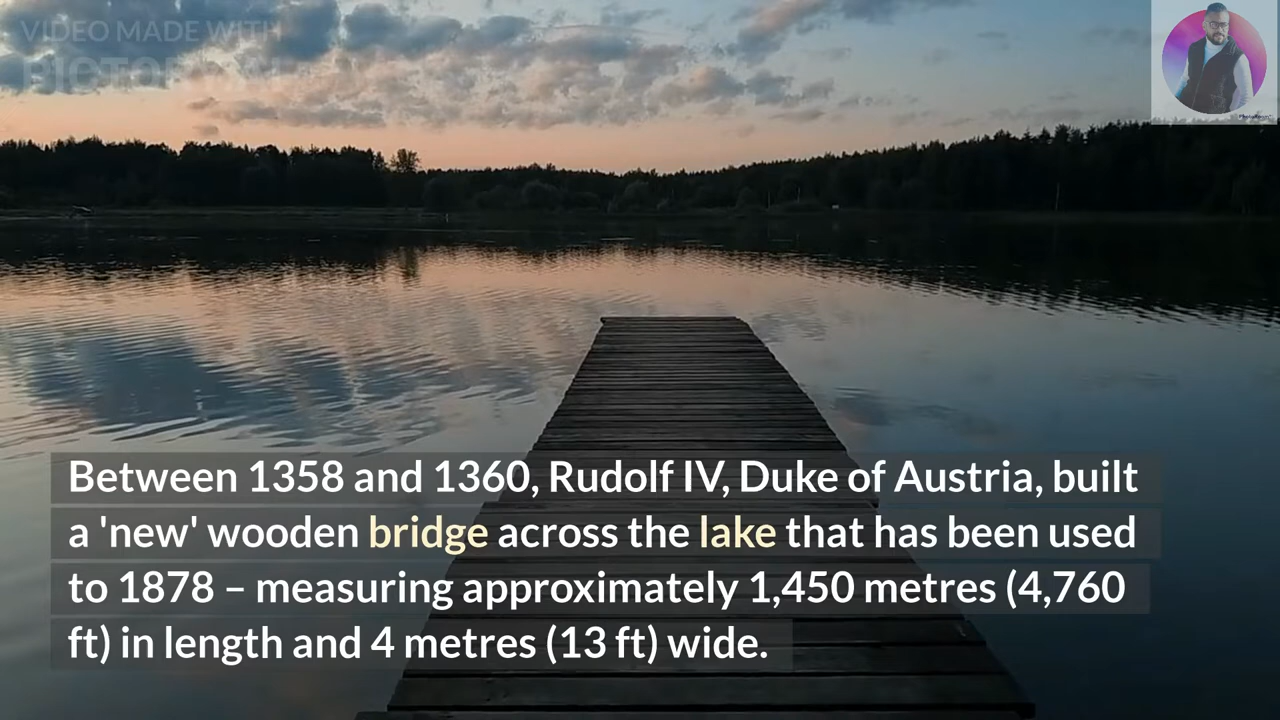 VIDEO MADE WITH
Between 1358 and 1360, Rudolf IV, Duke of Austria, built
a 'new' wooden bridge across the lake that has been used
to 1878 – measuring approximately 1,450 metres (4,760
ft) in length and 4 metres (13 ft) wide.